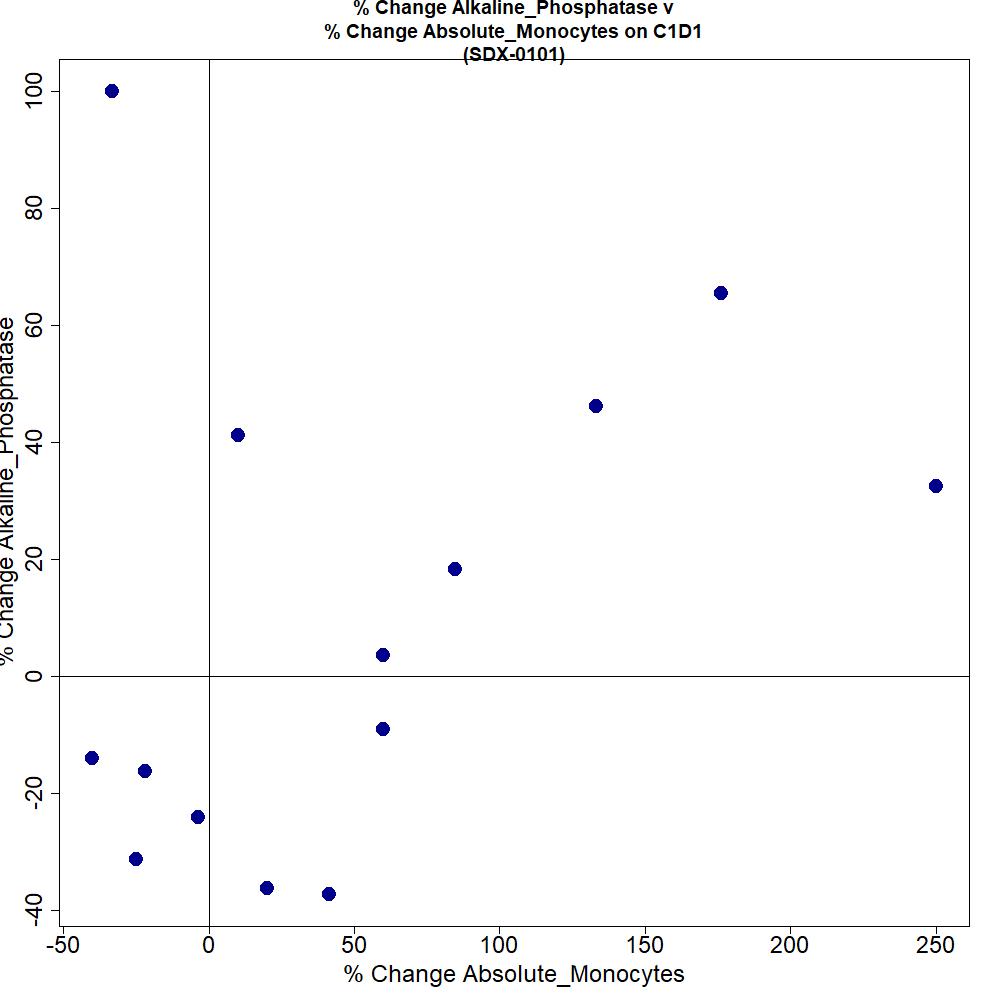 % Change Alkaline_Phosphatase v
% Change Absolute_Monocytes on C1D1
(SDX-0101)
% Change Alkaline_Phosphatase
100
80
60
40
20
0
-20
-40
-50 0 50 100 150 200 250
% Change Absolute_Monocytes